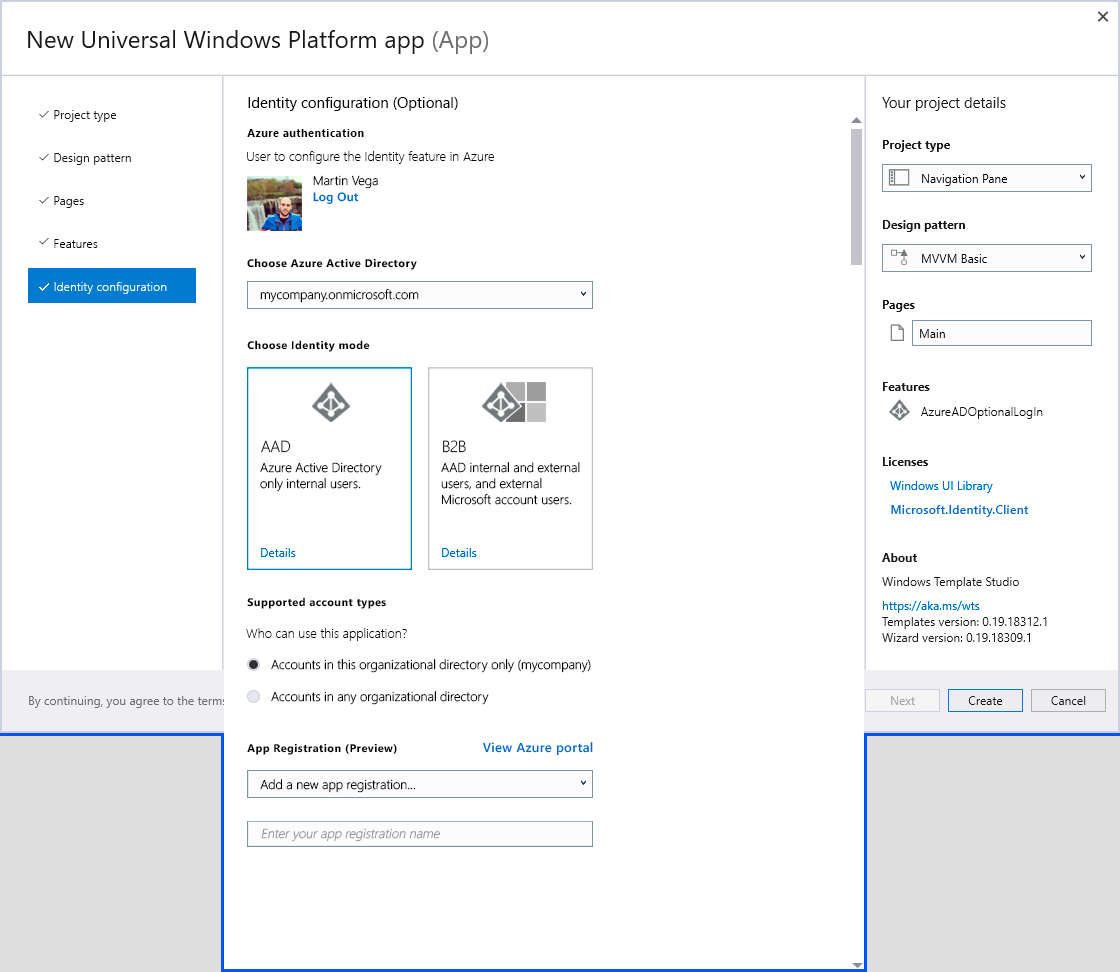 New Universal Windows Platform app (App)
Project type
Design pattern
Pages
Features
Identity configuration
Identity configuration (Optional)
Azure authentication
User to configure the Identity feature in Azure
Martin Vega
Log Out
Choose Azure Active Directory
mycompany.onmicrosoft.com
Choose Identity mode
AAD
Azure Active Directory
only internal users.
Details
B2B
AAD internal and external
users, and external
Microsoft account users.
Details
Supported account types
Who can use this application?
Accounts in this organizational directory only (mycompany)
Accounts in any organizational directory
App Registration (Preview)
View Azure portal
Add a new app registration...
Enter your app registration name
Your project details
Project type
Navigation Pane
Design pattern
MVVM Basic
Pages
Main
Features
AzureADOptionalLogIn
Licenses
Windows UI Library
Microsoft.Identity.Client
About
Windows Template Studio
https://aka.ms/wts
Templates version: 0.19.18312.1
Wizard version: 0.19.18309.1
By continuing, you agree to the terms
Next
Create
Cancel